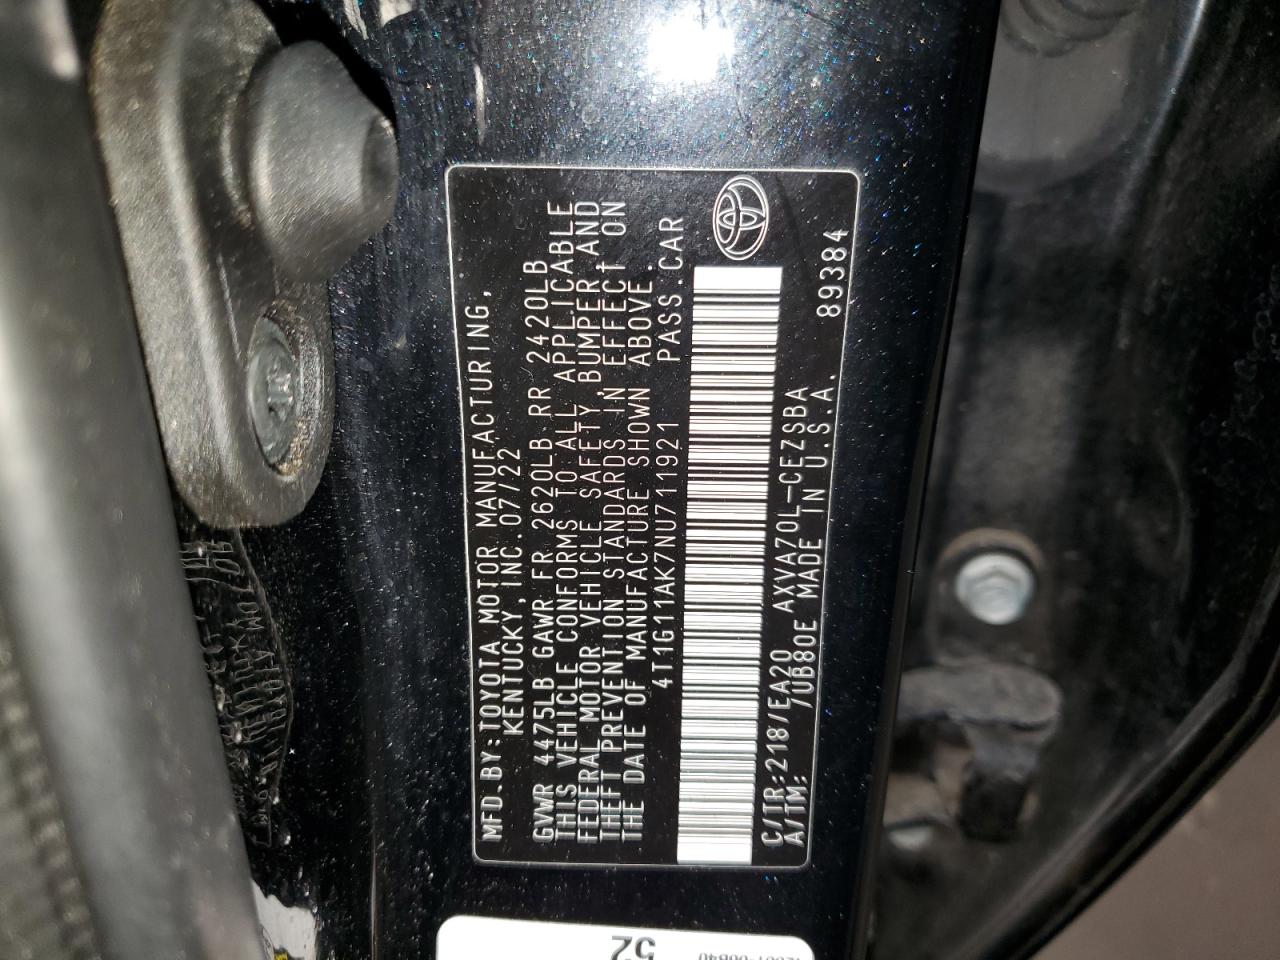 MFD.BY:TOYOTA MOTOR MANUFACTURING,
KENTUCKY, INC. 07/22
GVWR 4475LB GAWR FR 2620LB RR 2420LB
THIS VEHICLE CONFORMS TO ALL APPLICABLE
FEDERAL MOTOR VEHICLE SAFETY, BUMPER, AND
THEFT PREVENTION STANDARDS IN EFFECT ON
THE DATE OF MANUFACTURE SHOWN ABOVE.
4T1G11AK7NU711921 PASS.CAR
C/TR:218/EA20 AXVA70L-CEZSBA
A/TM: /UB80E MADE IN U.S.A. 89384
52